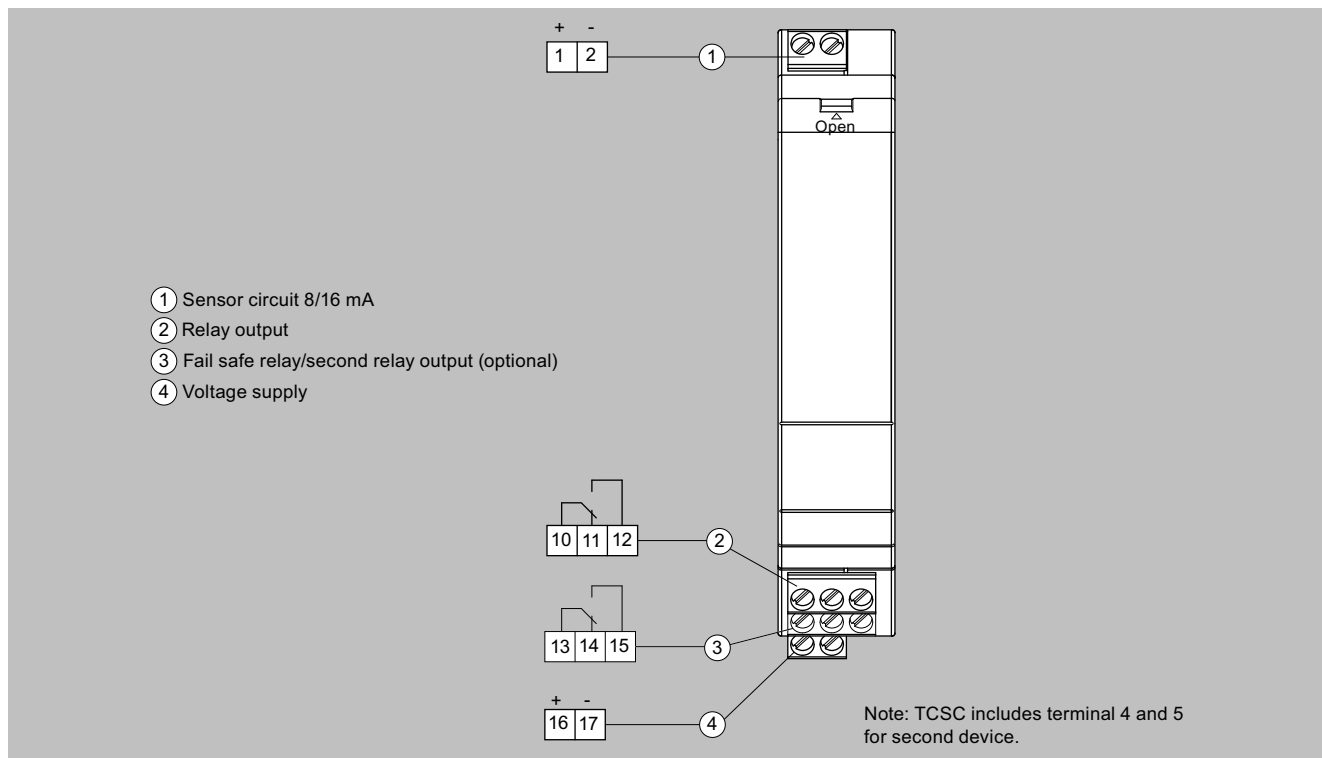 + -
1 2
1
Open
1 Sensor circuit 8/16 mA
2 Relay output
3 Fail safe relay/second relay output (optional)
4 Voltage supply
10 11 12
2
13 14 15
3
+ -
16 17
4
Note: TCSC includes terminal 4 and 5
for second device.